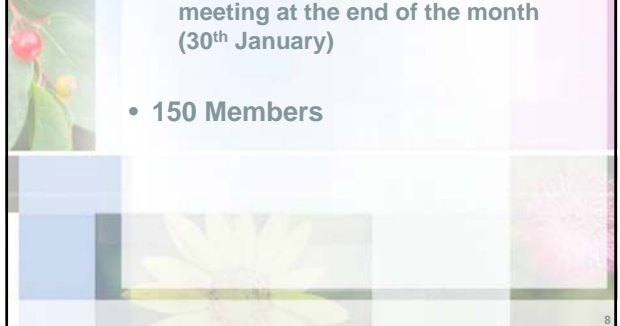 meeting at the end of the month
(30th January)
• 150 Members
8